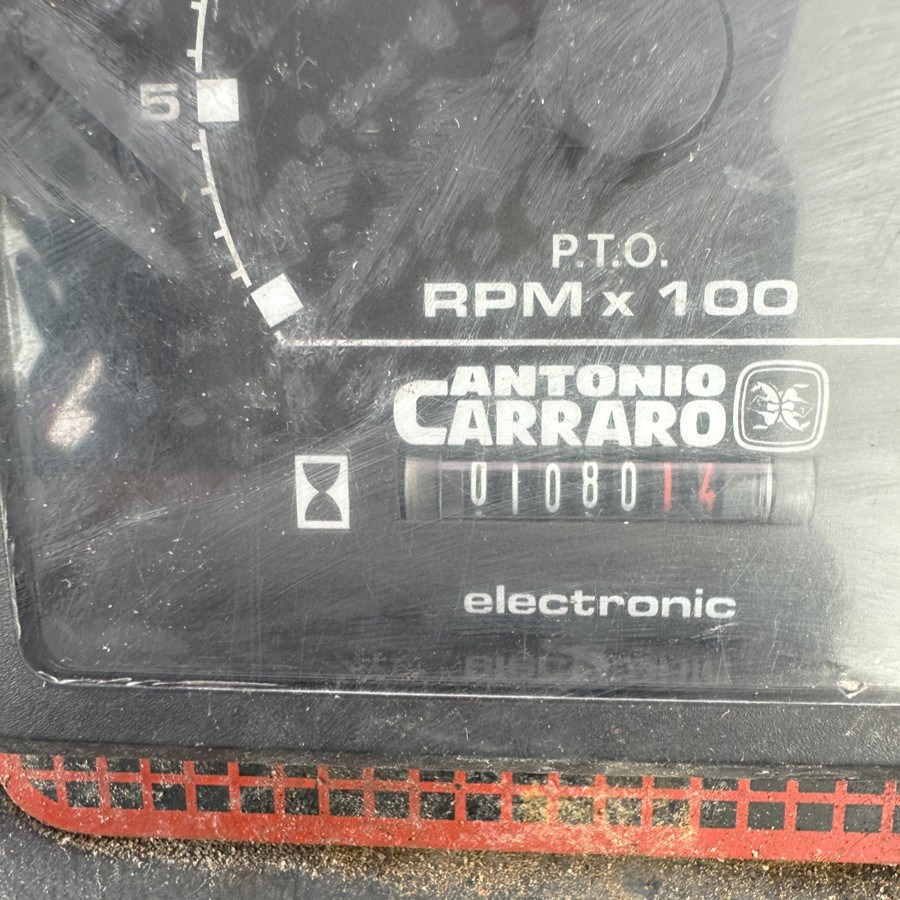 5
P.T.O.
RPM x 100
ANTONIO
CARRARO
0108014
electronic